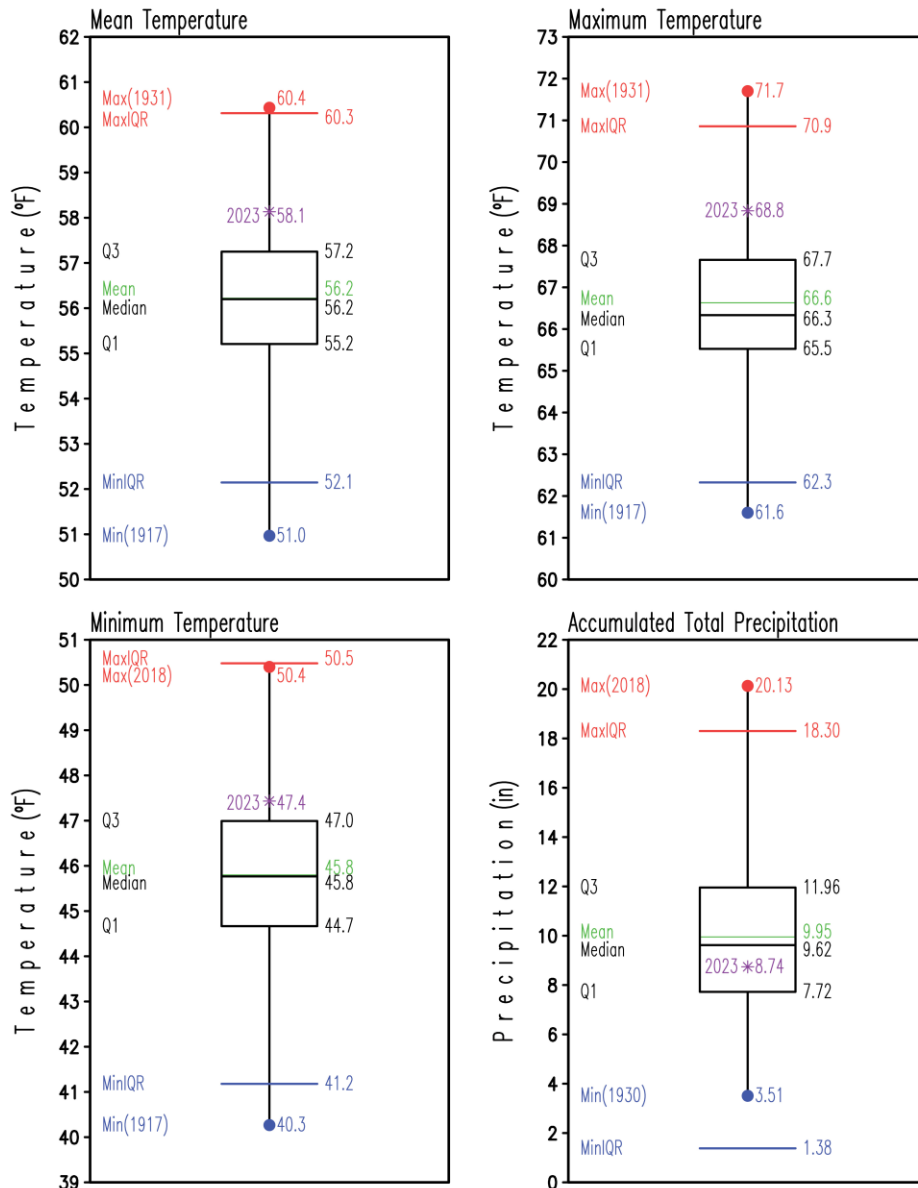 Mean Temperature
Temperature(ºF)
62
61
60
59
58
57
56
55
54
53
52
51
50
Max(1931)
60.4
MaxIQR
60.3
2023
58.1
Q3
57.2
Mean
56.2
Median
56.2
Q1
55.2
MinIQR
52.1
Min(1917)
51.0
Maximum Temperature
Temperature(ºF)
73
72
71
70
69
68
67
66
65
64
63
62
61
60
Max(1931)
71.7
MaxIQR
70.9
2023
68.8
Q3
67.7
Mean
66.6
Median
66.3
Q1
65.5
MinIQR
62.3
Min(1917)
61.6
Minimum Temperature
Temperature(ºF)
51
50
49
48
47
46
45
44
43
42
41
40
39
MaxIQR
50.5
Max(2018)
50.4
2023
47.4
Q3
47.0
Mean
45.8
Median
45.8
Q1
44.7
MinIQR
41.2
Min(1917)
40.3
Accumulated Total Precipitation
Precipitation(in)
22
20
18
16
14
12
10
8
6
4
2
0
Max(2018)
20.13
MaxIQR
18.30
Q3
11.96
Mean
9.95
Median
9.62
2023
8.74
Q1
7.72
Min(1930)
3.51
MinIQR
1.38